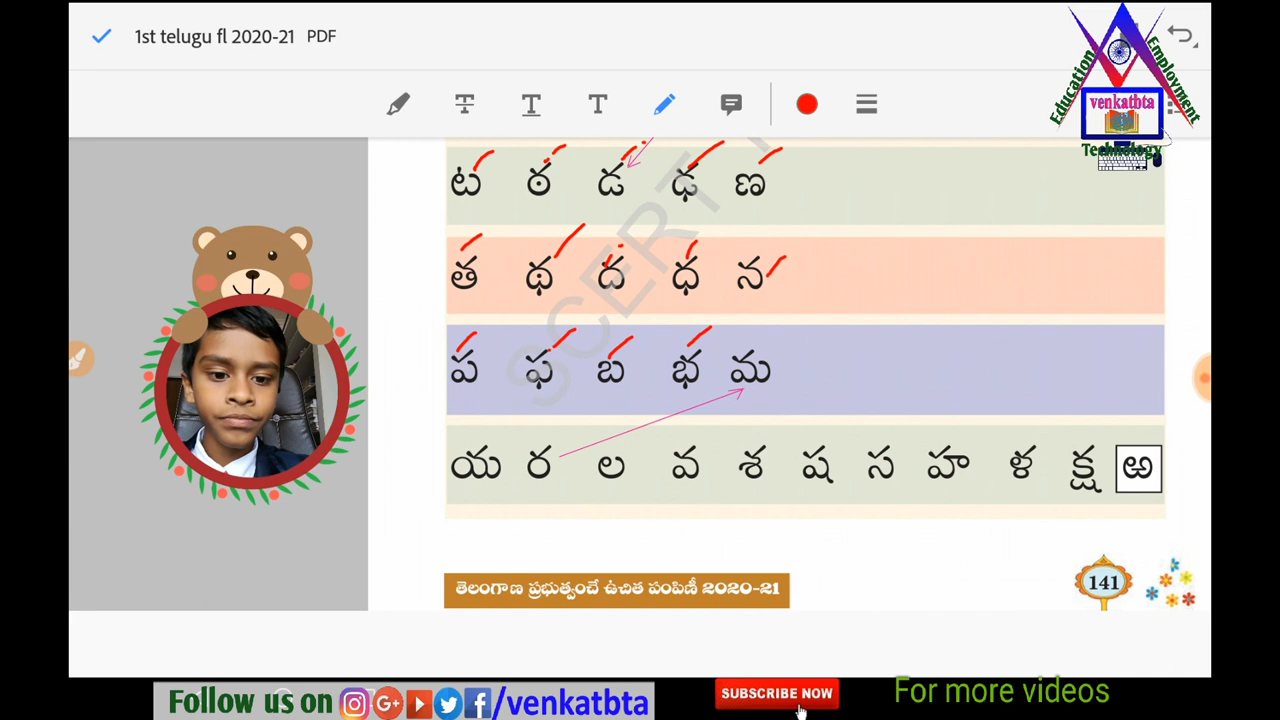 1st telugu fl 2020-21 PDF
Education
Employment
venkatbta
Technology
ట ఠ డ ఢ ణ
త థ ద ధ న
ప ఫ బ భ మ
య ర ల వ శ ష స హ ళ క్ష ఱ
SCERT
తెలంగాణ ప్రభుత్వంచే ఉచిత పంపిణీ 2020-21
141
Follow us on /venkatbta
SUBSCRIBE NOW
For more videos